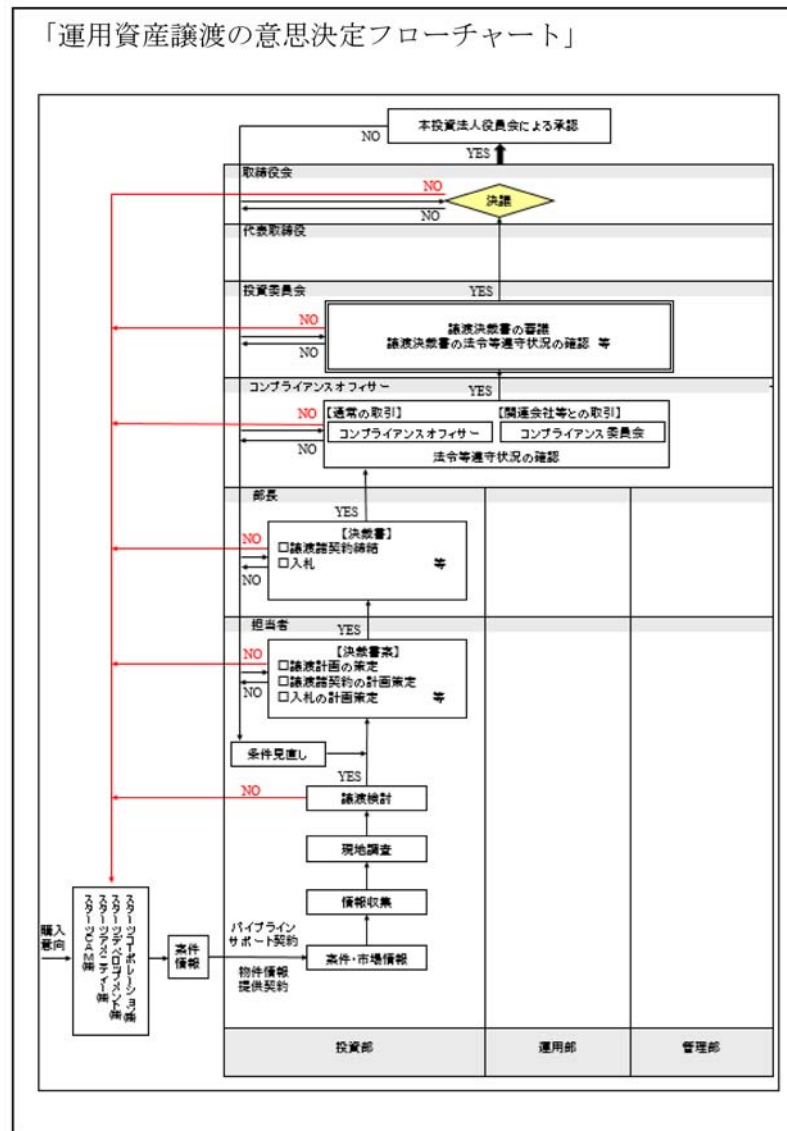 「運用資産譲渡の意思決定フローチャート」
本投資法人役員会による承認
NO
YES
取締役会
NO
決議
NO
代表取締役
投資委員会
YES
NO
譲渡決裁書の審議
譲渡決裁書の法令等遵守状況の確認 等
NO
コンプライアンスオフィサー
YES
【通常の取引】
【関連会社等との取引】
NO
コンプライアンスオフィサー
コンプライアンス委員会
NO
法令等遵守状況の確認
部長
YES
【決裁書】
NO
□譲渡諸契約締結
□入札 等
NO
担当者
YES
【決裁書案】
NO
□譲渡計画の策定
□譲渡諸契約の計画策定
NO
□入札の計画策定 等
条件見直し
YES
NO
譲渡検討
現地調査
情報収集
購入
意向
スターツコーポレーション㈱
スターツデベロップメント㈱
スターツアメニティー㈱
スターツCAM㈱
案件
情報
パイプライン
サポート契約
物件情報
提供契約
案件・市場情報
投資部
運用部
管理部